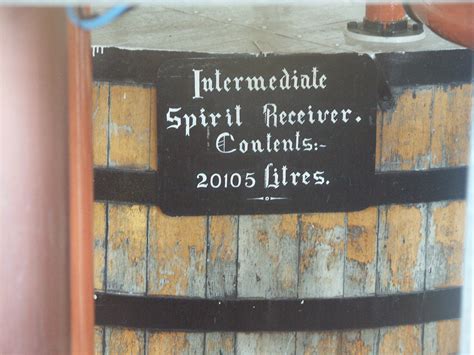 Intermediate
Spirit Receiver.
Contents:-
20105 Litres.